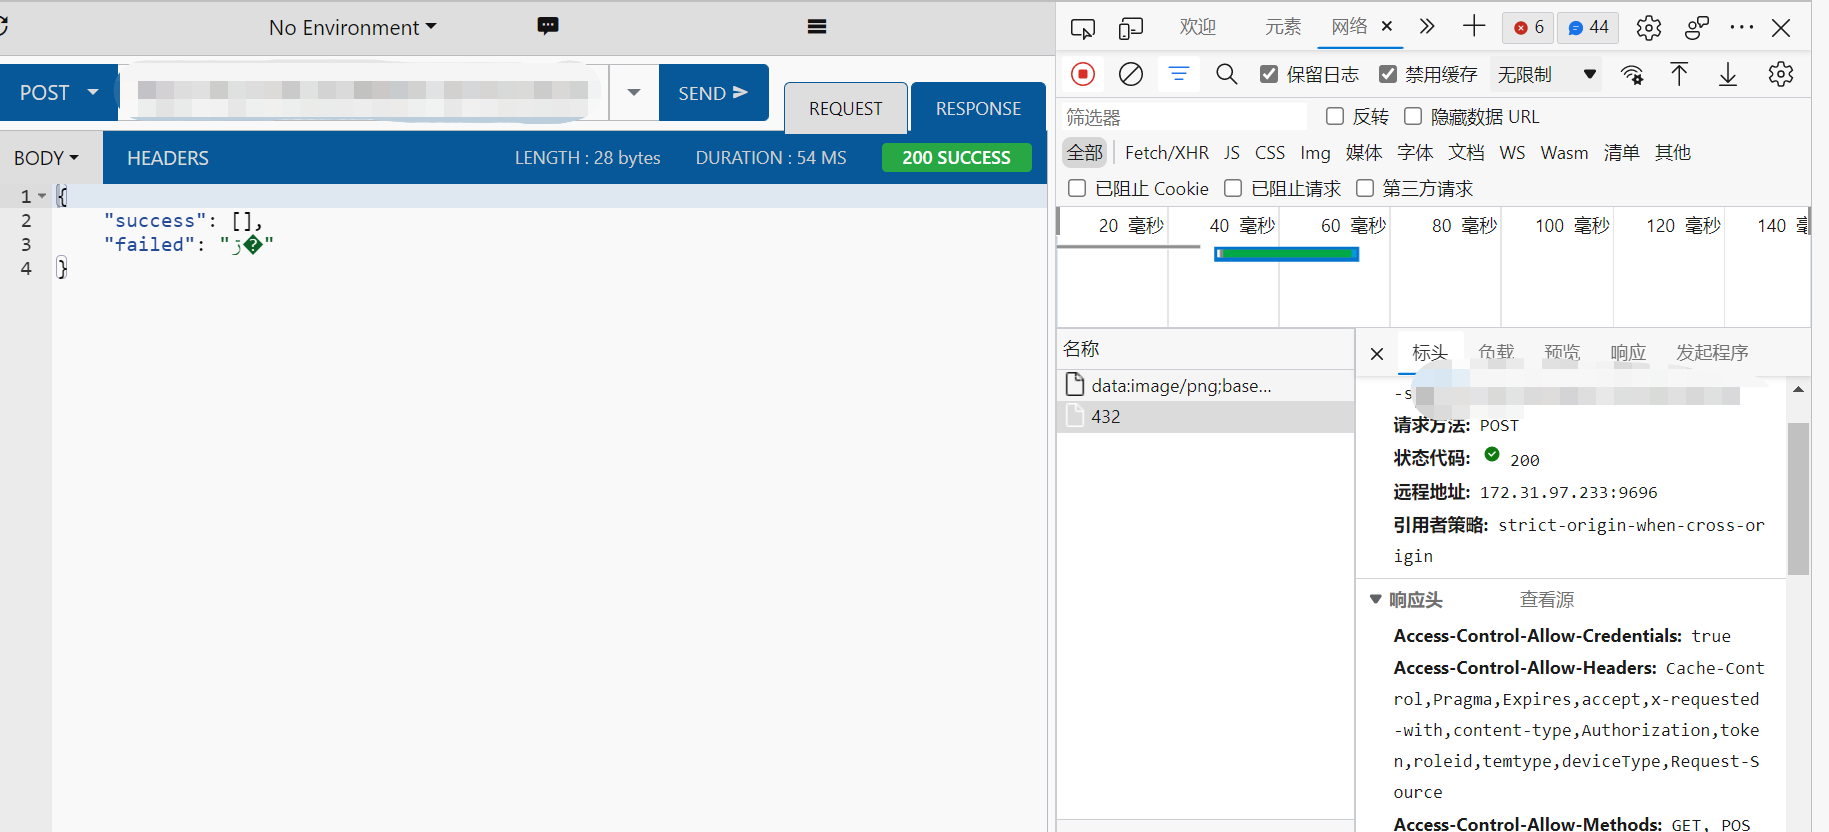 No Environment
POST
SEND
REQUEST
RESPONSE
BODY
HEADERS
LENGTH : 28 bytes
DURATION : 54 MS
200 SUCCESS
1 {
2 "success": [],
3 "failed": "ز�"
4 }
欢迎
元素
网络
6
44
保留日志
禁用缓存
无限制
筛选器
反转
隐藏数据 URL
全部 Fetch/XHR JS CSS Img 媒体 字体 文档 WS Wasm 清单 其他
已阻止 Cookie
已阻止请求
第三方请求
20 毫秒 40 毫秒 60 毫秒 80 毫秒 100 毫秒 120 毫秒 140
名称
data:image/png;base...
432
标头 负载 预览 响应 发起程序
-s
请求方法: POST
状态代码: 200
远程地址: 172.31.97.233:9696
引用者策略: strict-origin-when-cross-or
igin
响应头 查看源
Access-Control-Allow-Credentials: true
Access-Control-Allow-Headers: Cache-Cont
rol,Pragma,Expires,accept,x-requested
-with,content-type,Authorization,toke
n,roleid,temtype,deviceType,Request-S
ource
Access-Control-Allow-Methods: GET, POS